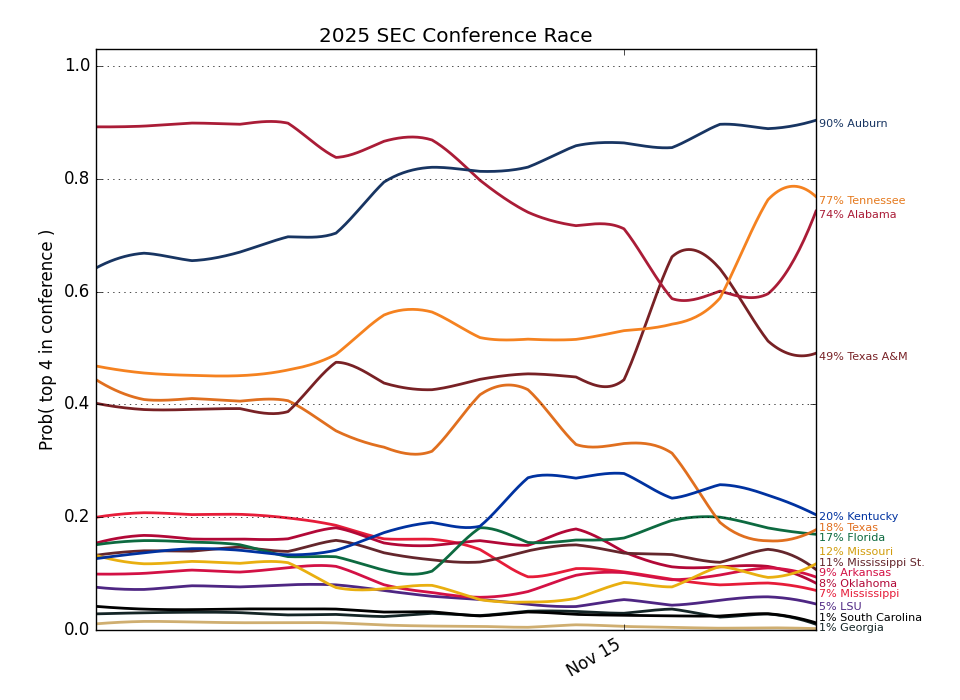 2025 SEC Conference Race
Prob( top 4 in conference )
1.0
0.8
0.6
0.4
0.2
0.0
Nov 15
90% Auburn
77% Tennessee
74% Alabama
49% Texas A&M
20% Kentucky
18% Texas
17% Florida
12% Missouri
11% Mississippi St.
9% Arkansas
8% Oklahoma
7% Mississippi
5% LSU
1% South Carolina
1% Georgia